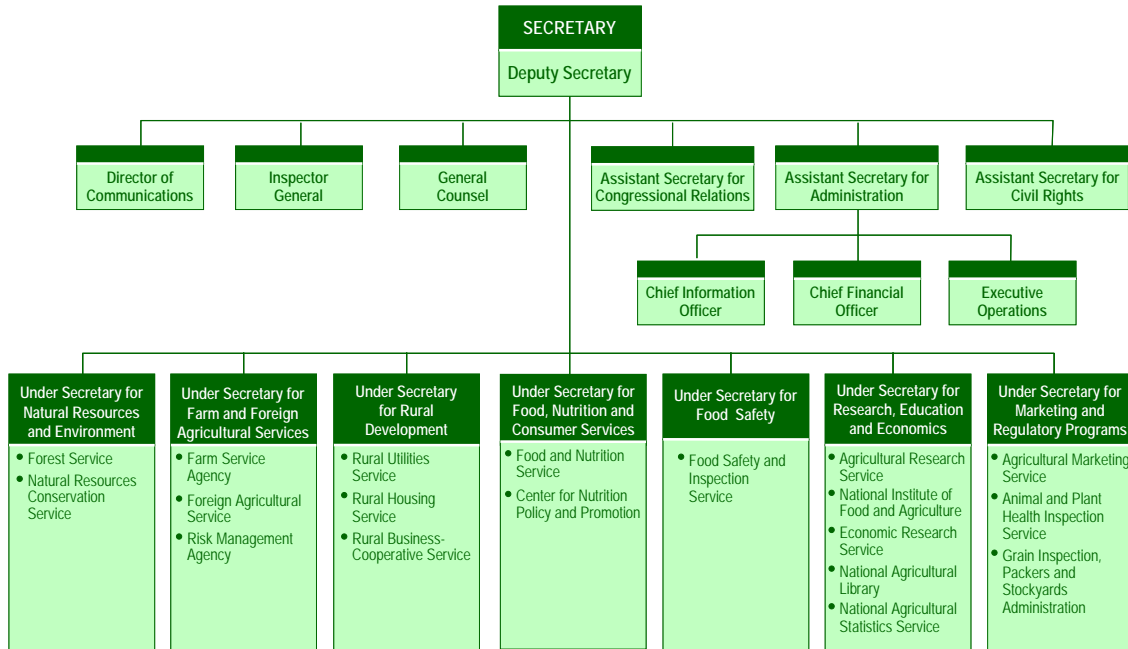 SECRETARY
Deputy Secretary
Director of
Communications
Inspector
General
General
Counsel
Assistant Secretary for
Congressional Relations
Assistant Secretary for
Administration
Assistant Secretary for
Civil Rights
Chief Information
Officer
Chief Financial
Officer
Executive
Operations
Under Secretary for
Natural Resources
and Environment
• Forest Service
• Natural Resources
Conservation
Service
Under Secretary for
Farm and Foreign
Agricultural Services
• Farm Service
Agency
• Foreign Agricultural
Service
• Risk Management
Agency
Under Secretary
for Rural
Development
• Rural Utilities
Service
• Rural Housing
Service
• Rural Business-
Cooperative Service
Under Secretary for
Food, Nutrition and
Consumer Services
• Food and Nutrition
Service
• Center for Nutrition
Policy and Promotion
Under Secretary for
Food Safety
• Food Safety and
Inspection
Service
Under Secretary for
Research, Education
and Economics
• Agricultural Research
Service
• National Institute of
Food and Agriculture
• Economic Research
Service
• National Agricultural
Library
• National Agricultural
Statistics Service
Under Secretary for
Marketing and
Regulatory Programs
• Agricultural Marketing
Service
• Animal and Plant
Health Inspection
Service
• Grain Inspection,
Packers and
Stockyards
Administration